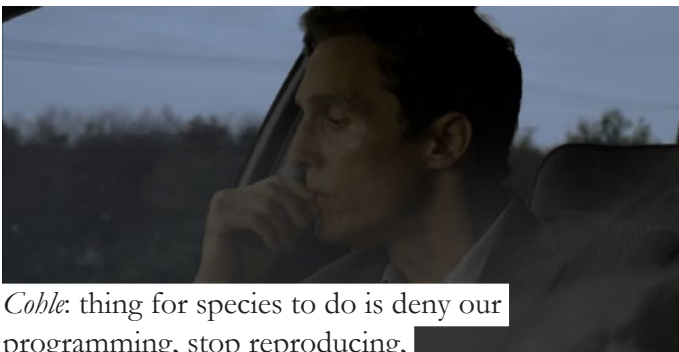 Cohle: thing for species to do is deny our
programming, stop reproducing,